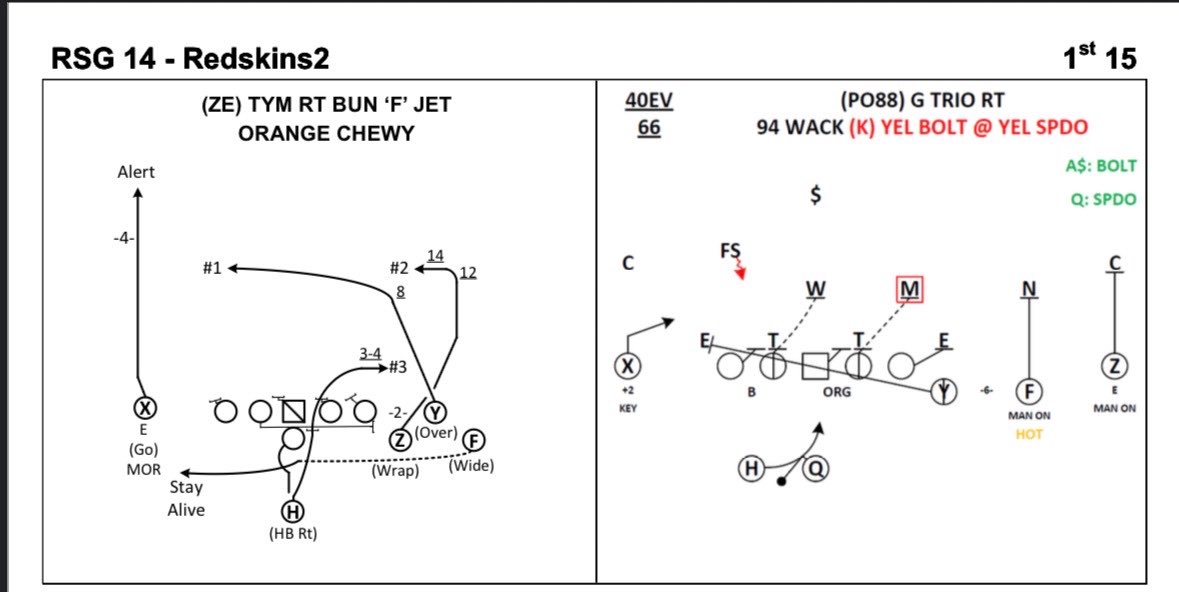 RSG 14 - Redskins2
1st 15
(ZE) TYM RT BUN ‘F’ JET
ORANGE CHEWY
Alert
-4-
#1
#2
14
12
8
3-4
#3
X
E
(Go)
MOR
-2-
Y
Z
(Over)
F
(Wrap)
(Wide)
Stay
Alive
H
(HB Rt)
40EV
66
(PO88) G TRIO RT
94 WACK (K) YEL BOLT @ YEL SPDO
A$: BOLT
Q: SPDO
$
FS
C
C
W
M
N
E
T
T
E
X
Z
+2
KEY
B
ORG
Y
-6-
F
E
MAN ON
MAN ON
HOT
H
Q